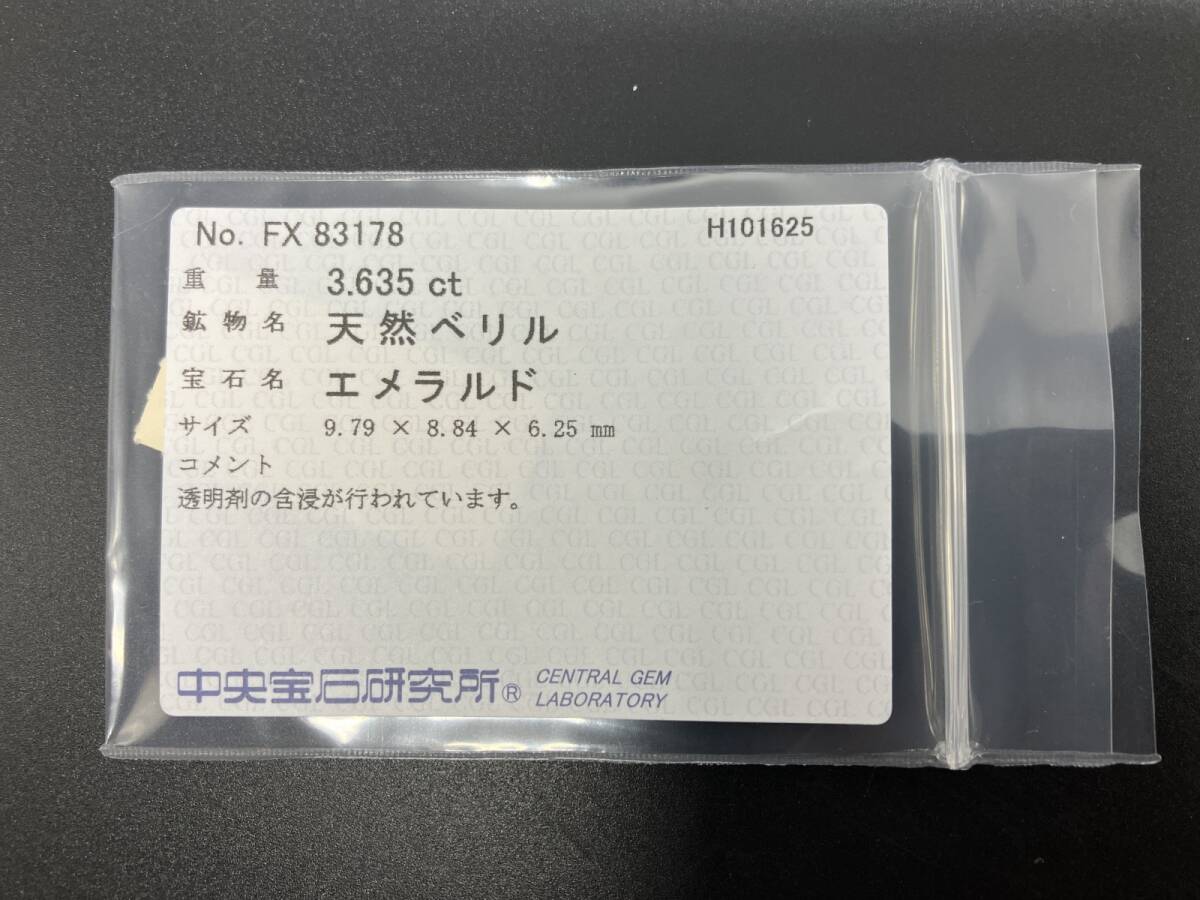 No. FX 83178 H101625
重 量 3.635 ct
鉱物名 天然ベリル
宝石名 エメラルド
サイズ 9.79 × 8.84 × 6.25 mm
コメント
透明剤の含浸が行われています。
中央宝石研究所® CENTRAL GEM
LABORATORY